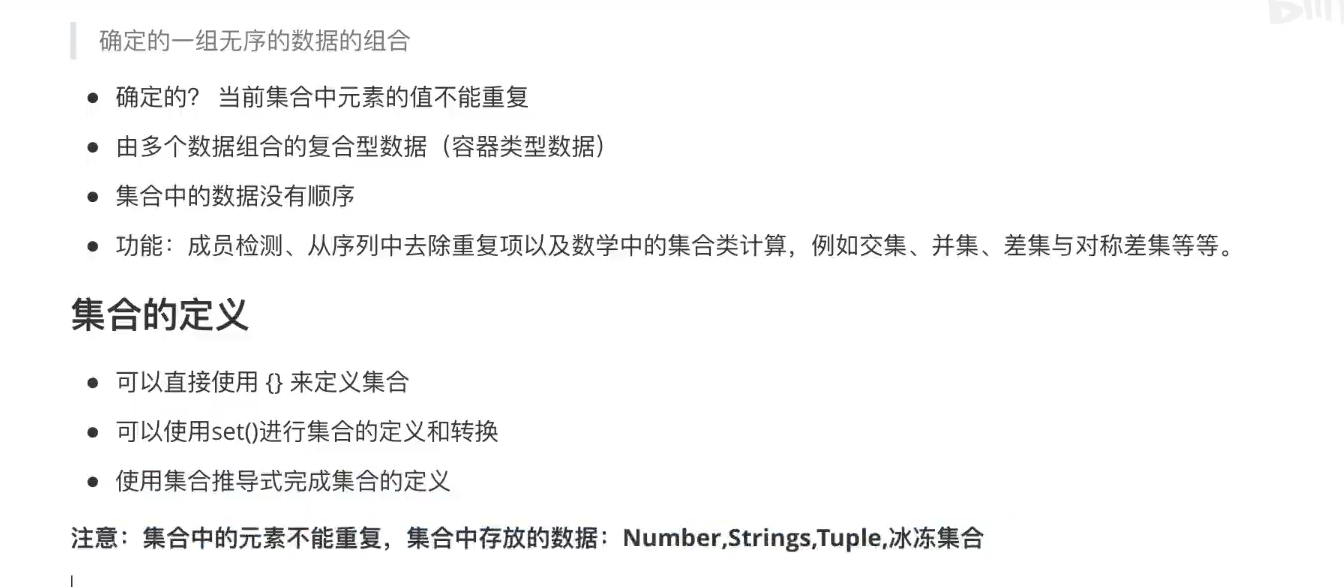 确定的一组无序的数据的组合
确定的? 当前集合中元素的值不能重复
由多个数据组合的复合型数据（容器类型数据）
集合中的数据没有顺序
功能：成员检测、从序列中去除重复项以及数学中的集合类计算，例如交集、并集、差集与对称差集等等。
集合的定义
可以直接使用 {} 来定义集合
可以使用set()进行集合的定义和转换
使用集合推导式完成集合的定义
注意：集合中的元素不能重复，集合中存放的数据：Number,Strings,Tuple,冰冻集合